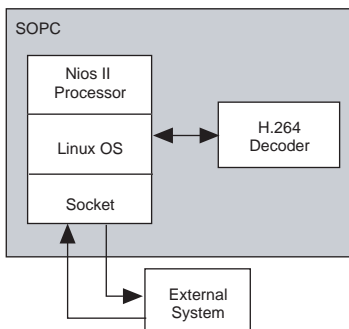 SOPC
Nios II
Processor
Linux OS
Socket
H.264
Decoder
External
System